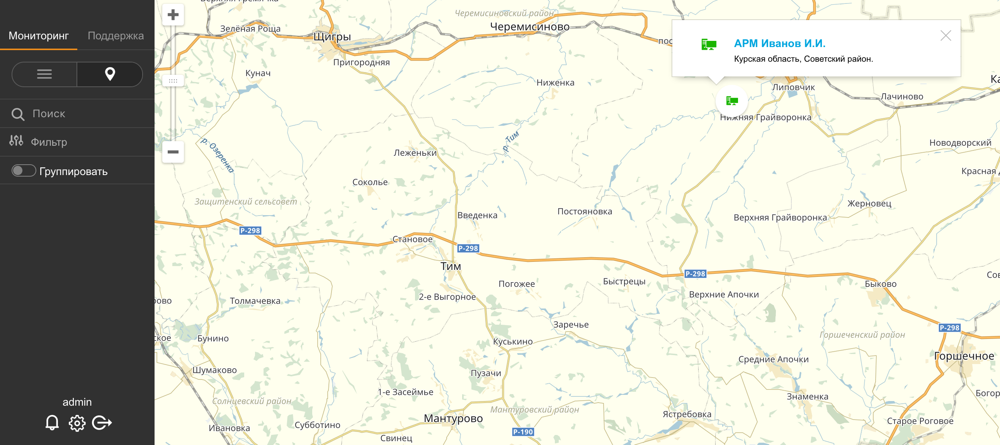 Мониторинг
Поддержка
Поиск
Фильтр
Группировать
admin
Верхняя Гремячка
Черемисиновский район
Зелёная Роща
Щигры
Черемисиново
пос
АРМ Иванов И.И.
Курская область, Советский район.
Пригородняя
Кунач
Ниженка
Ка
Липовчик
Лачиново
Нижняя Грайворонка
р. Озеренка
р. Тим
Новодворский
Леженьки
Красная
Соколье
Защитенский сельсовет
Жерновец
Введенка
Постояновка
Верхняя Грайворонка
Р-298
Становое
Р-298
Тим
Р-298
Сов
Погожее
Быстрецы
Быково
2-е Выгорное
Верхние Апочки
рово
Толмачевка
Заречье
Р-298
Горшеченский район
ское
Бунино
Куськино
Горшечное
Средние Апочки
Шумаково
Пузачи
1-е Засеймье
Богор
Знаменка
Солнцевский район
Мантуровский район
Ястребовка
Мантурово
Старое Роговое
Субботино
Ивановка
Р-190
Свинец